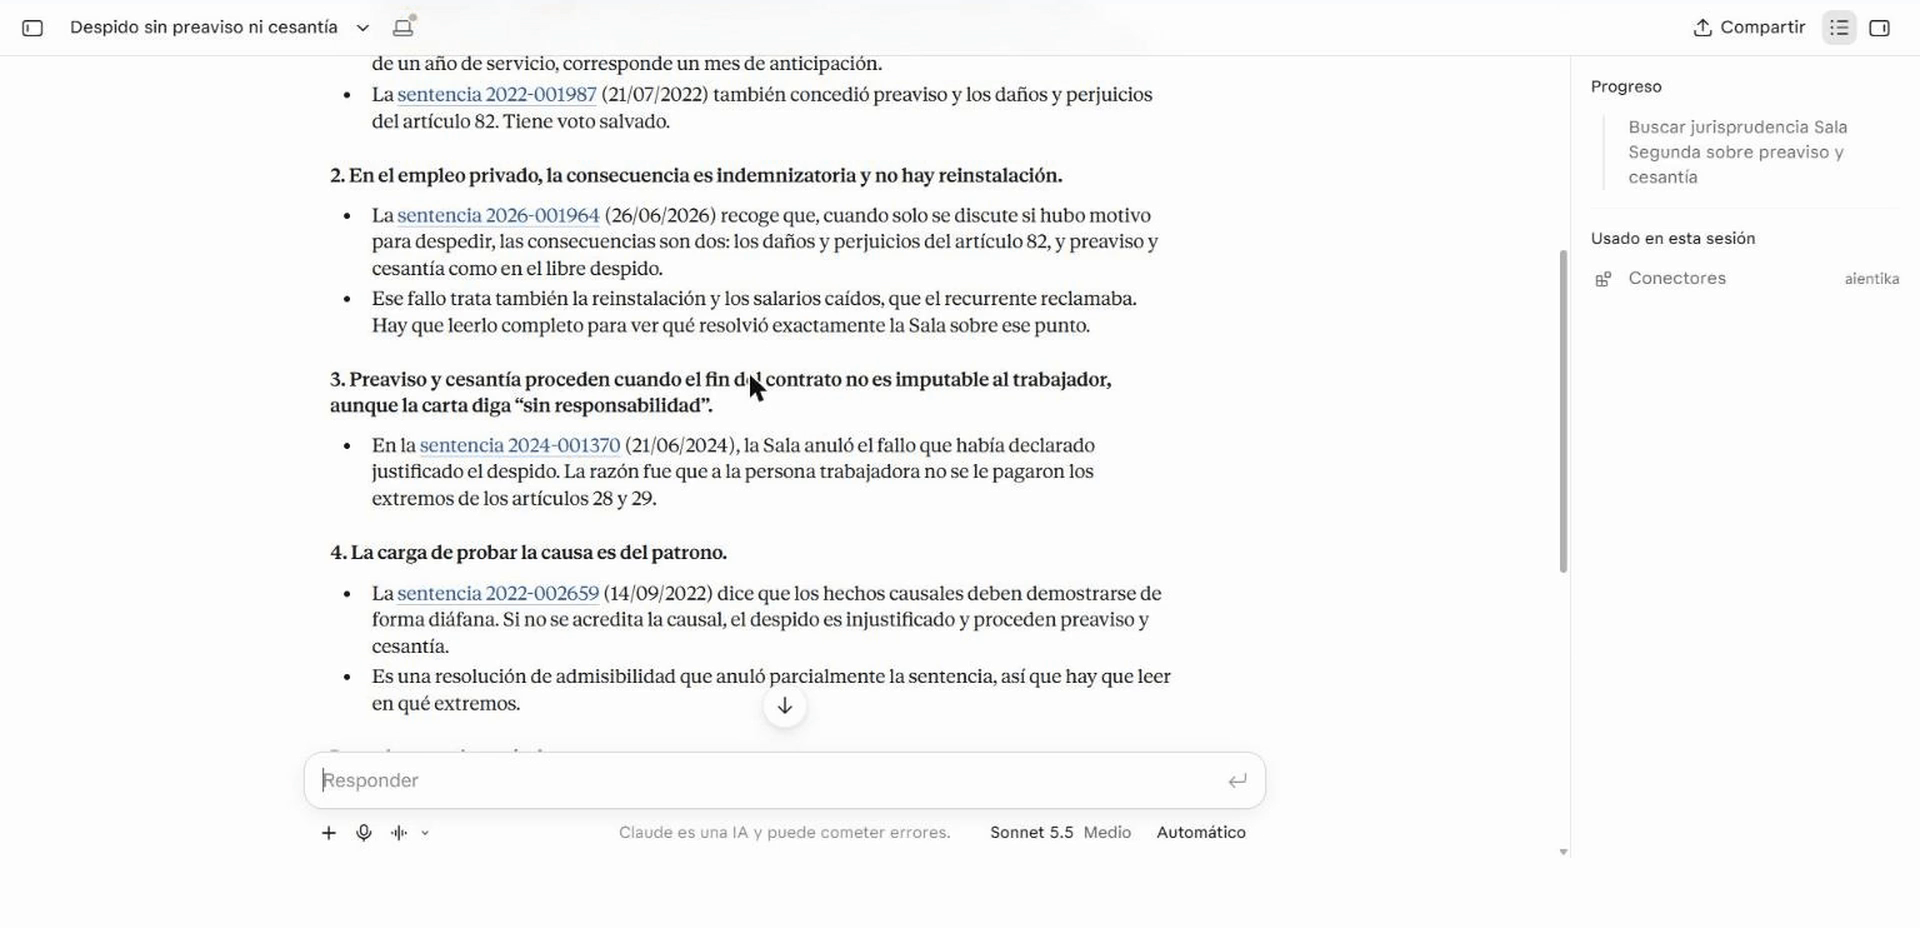 Despido sin preaviso ni cesantía
Compartir
de un año de servicio, corresponde un mes de anticipación.
• La sentencia 2022-001987 (21/07/2022) también concedió preaviso y los daños y perjuicios
del artículo 82. Tiene voto salvado.
2. En el empleo privado, la consecuencia es indemnizatoria y no hay reinstalación.
• La sentencia 2026-001964 (26/06/2026) recoge que, cuando solo se discute si hubo motivo
para despedir, las consecuencias son dos: los daños y perjuicios del artículo 82, y preaviso y
cesantía como en el libre despido.
• Ese fallo trata también la reinstalación y los salarios caídos, que el recurrente reclamaba.
Hay que leerlo completo para ver qué resolvió exactamente la Sala sobre ese punto.
3. Preaviso y cesantía proceden cuando el fin del contrato no es imputable al trabajador,
aunque la carta diga “sin responsabilidad”.
• En la sentencia 2024-001370 (21/06/2024), la Sala anuló el fallo que había declarado
justificado el despido. La razón fue que a la persona trabajadora no se le pagaron los
extremos de los artículos 28 y 29.
4. La carga de probar la causa es del patrono.
• La sentencia 2022-002659 (14/09/2022) dice que los hechos causales deben demostrarse de
forma diáfana. Si no se acredita la causal, el despido es injustificado y proceden preaviso y
cesantía.
• Es una resolución de admisibilidad que anuló parcialmente la sentencia, así que hay que leer
en qué extremos.
Responder
Claude es una IA y puede cometer errores.
Sonnet 5.5 Medio
Automático
Progreso
Buscar jurisprudencia Sala
Segunda sobre preaviso y
cesantía
Usado en esta sesión
Conectores
aientika